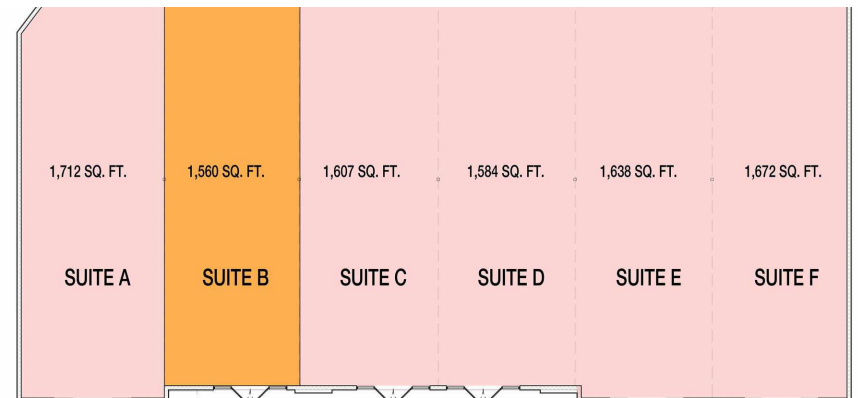 1,712 SQ. FT.
1,560 SQ. FT.
1,607 SQ. FT.
1,584 SQ. FT.
1,638 SQ. FT.
1,672 SQ. FT.
SUITE A
SUITE B
SUITE C
SUITE D
SUITE E
SUITE F